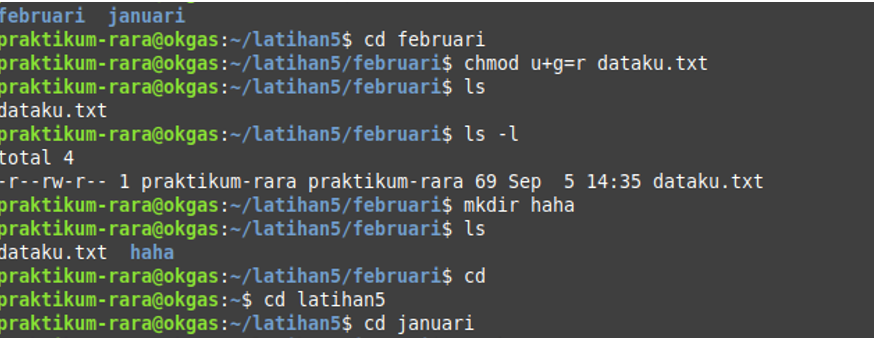 februari  januari
praktikum-rara@okgas:~/latihan5$ cd februari
praktikum-rara@okgas:~/latihan5/februari$ chmod u+g=r dataku.txt
praktikum-rara@okgas:~/latihan5/februari$ ls
dataku.txt
praktikum-rara@okgas:~/latihan5/februari$ ls -l
total 4
-r--rw-r-- 1 praktikum-rara praktikum-rara 69 Sep  5 14:35 dataku.txt
praktikum-rara@okgas:~/latihan5/februari$ mkdir haha
praktikum-rara@okgas:~/latihan5/februari$ ls
dataku.txt  haha
praktikum-rara@okgas:~/latihan5/februari$ cd
praktikum-rara@okgas:~$ cd latihan5
praktikum-rara@okgas:~/latihan5$ cd januari